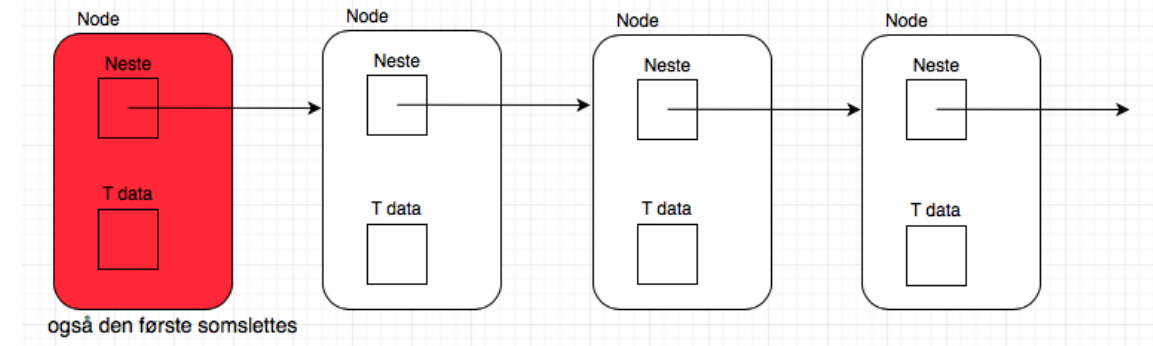 Node
Neste
T data
også den første somslettes
Node
Neste
T data
Node
Neste
T data
Node
Neste
T data